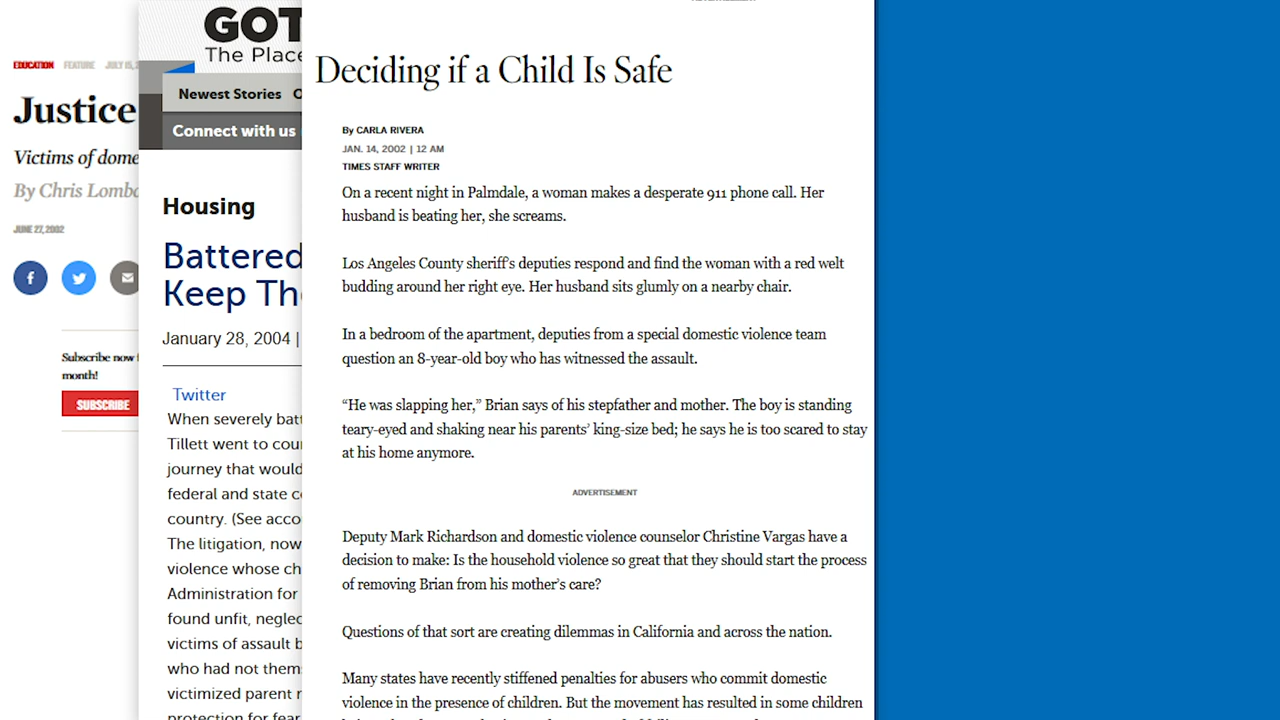 EDUCATION FEATURE JULY 15, 2
Justice
Victims of dome
By Chris Lomba
JUNE 27, 2002
Subscribe now
month!
SUBSCRIBE
GOT
The Place
Newest Stories
Connect with us
Housing
Battered
Keep The
January 28, 2004 |
Twitter
When severely batt
Tillett went to cou
journey that would
federal and state c
country. (See acco
The litigation, now
violence whose ch
Administration for
found unfit, neglec
victims of assault b
who had not them
victimized parent r
protection for fear
ADVERTISEMENT
Deciding if a Child Is Safe
By CARLA RIVERA
JAN. 14, 2002 | 12 AM
TIMES STAFF WRITER
On a recent night in Palmdale, a woman makes a desperate 911 phone call. Her
husband is beating her, she screams.
Los Angeles County sheriff’s deputies respond and find the woman with a red welt
budding around her right eye. Her husband sits glumly on a nearby chair.
In a bedroom of the apartment, deputies from a special domestic violence team
question an 8-year-old boy who has witnessed the assault.
“He was slapping her,” Brian says of his stepfather and mother. The boy is standing
teary-eyed and shaking near his parents’ king-size bed; he says he is too scared to stay
at his home anymore.
ADVERTISEMENT
Deputy Mark Richardson and domestic violence counselor Christine Vargas have a
decision to make: Is the household violence so great that they should start the process
of removing Brian from his mother’s care?
Questions of that sort are creating dilemmas in California and across the nation.
Many states have recently stiffened penalties for abusers who commit domestic
violence in the presence of children. But the movement has resulted in some children